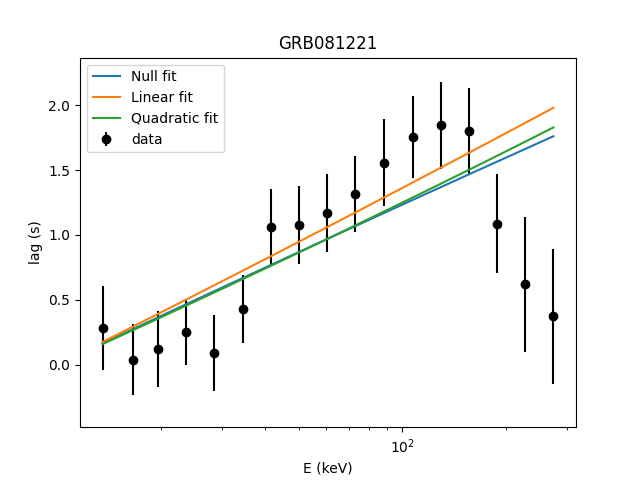 GRB081221
Null fit
Linear fit
Quadratic fit
data
2.0
1.5
1.0
0.5
0.0
lag (s)
10²
E (keV)